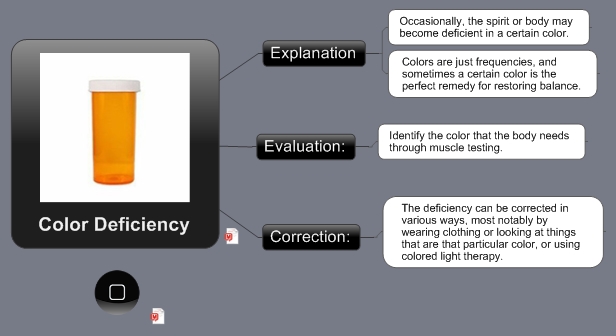 Color Deficiency
Explanation
Occasionally, the spirit or body may
become deficient in a certain color.
Colors are just frequencies, and
sometimes a certain color is the
perfect remedy for restoring balance.
Evaluation:
Identify the color that the body needs
through muscle testing.
Correction:
The deficiency can be corrected in
various ways, most notably by
wearing clothing or looking at things
that are that particular color, or using
colored light therapy.